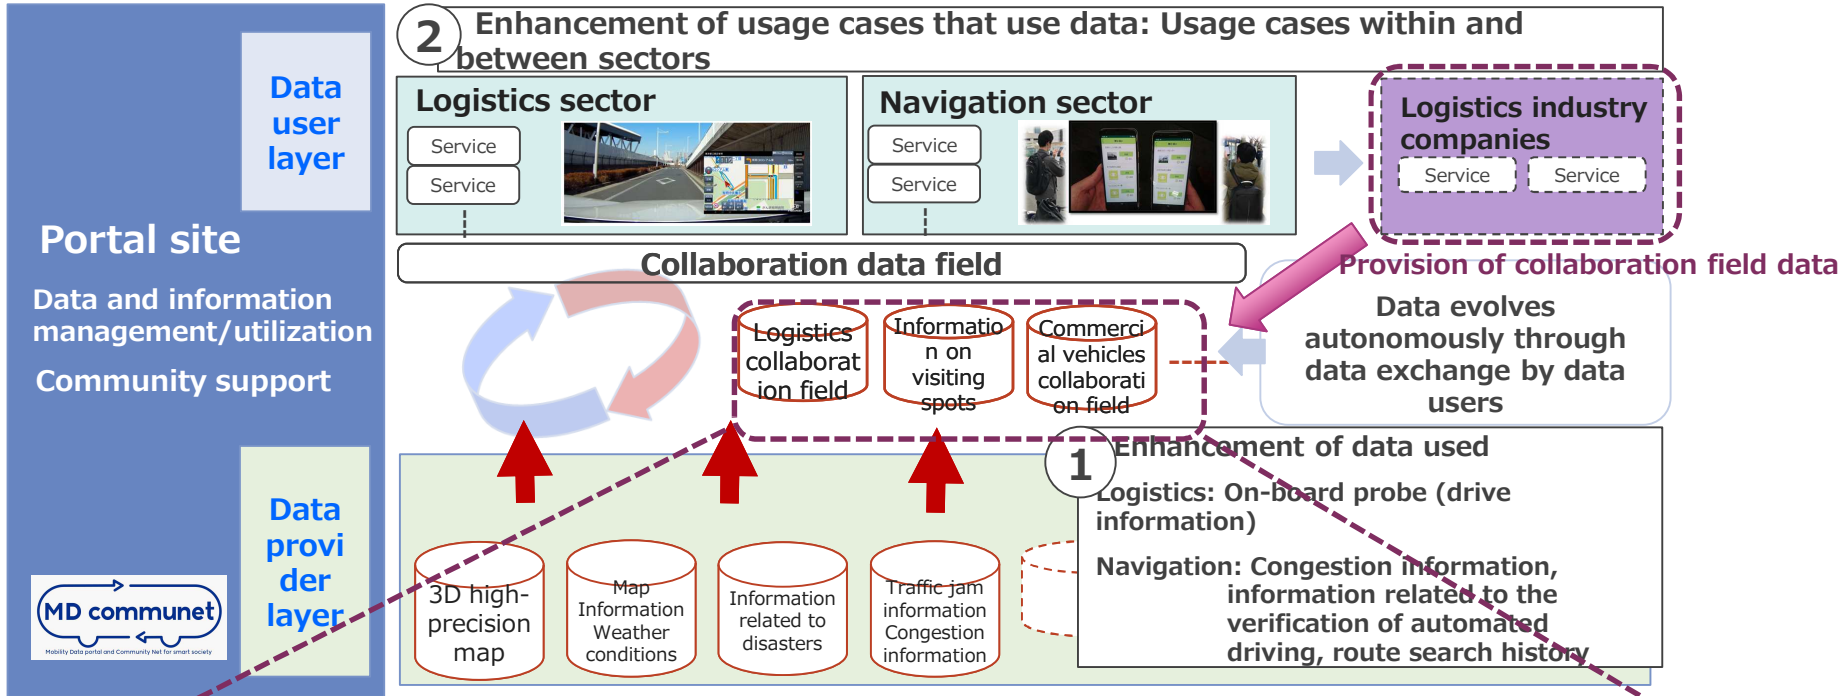 Portal site
Data and information
management/utilization
Community support
Data
user
layer
Data
provi
der
layer
MD communet
Mobility Data portal and Community Net for smart society
2
Enhancement of usage cases that use data: Usage cases within and
between sectors
Logistics sector
Service
Service
Navigation sector
Service
Service
Logistics industry
companies
Service
Service
Collaboration data field
Provision of collaboration field data
Logistics
collaborat
ion field
Informatio
n on
visiting
spots
Commerci
al vehicles
collaborati
on field
Data evolves
autonomously through
data exchange by data
users
1
Enhancement of data used
Logistics: On-board probe (drive
information)
Navigation: Congestion information,
information related to the
verification of automated
driving, route search history
3D high-
precision
map
Map
Information
Weather
conditions
Information
related to
disasters
Traffic jam
information
Congestion
information